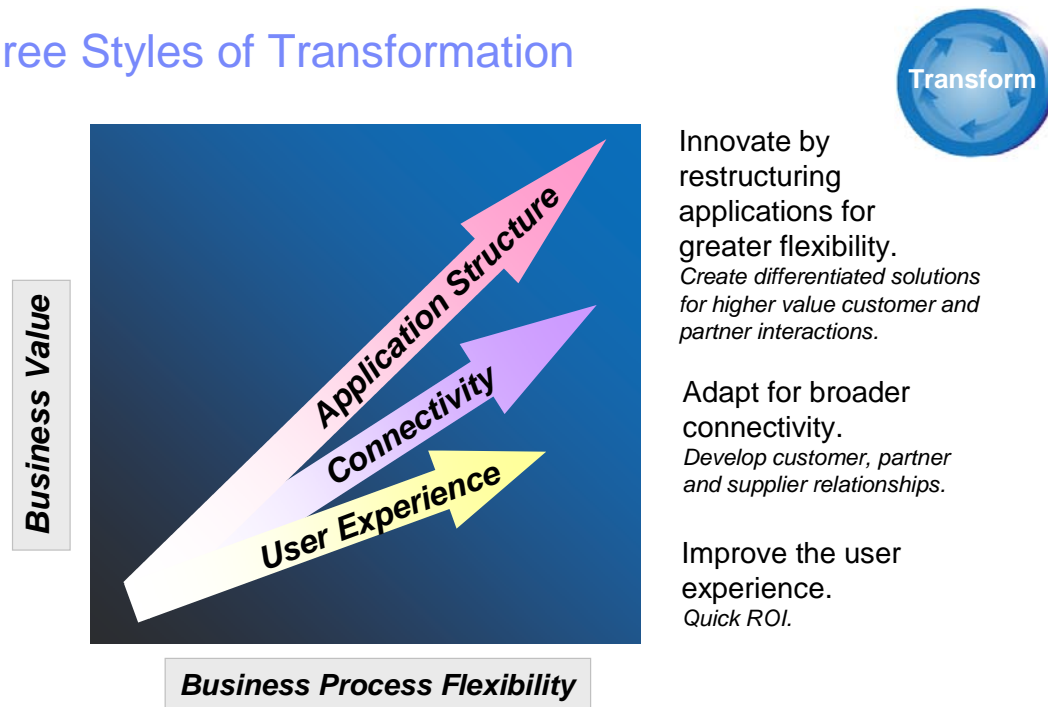 ree Styles of Transformation
Transform
Innovate by
restructuring
applications for
greater flexibility.
Create differentiated solutions
for higher value customer and
partner interactions.
Adapt for broader
connectivity.
Develop customer, partner
and supplier relationships.
Improve the user
experience.
Quick ROI.
Application Structure
Connectivity
User Experience
Business Value
Business Process Flexibility